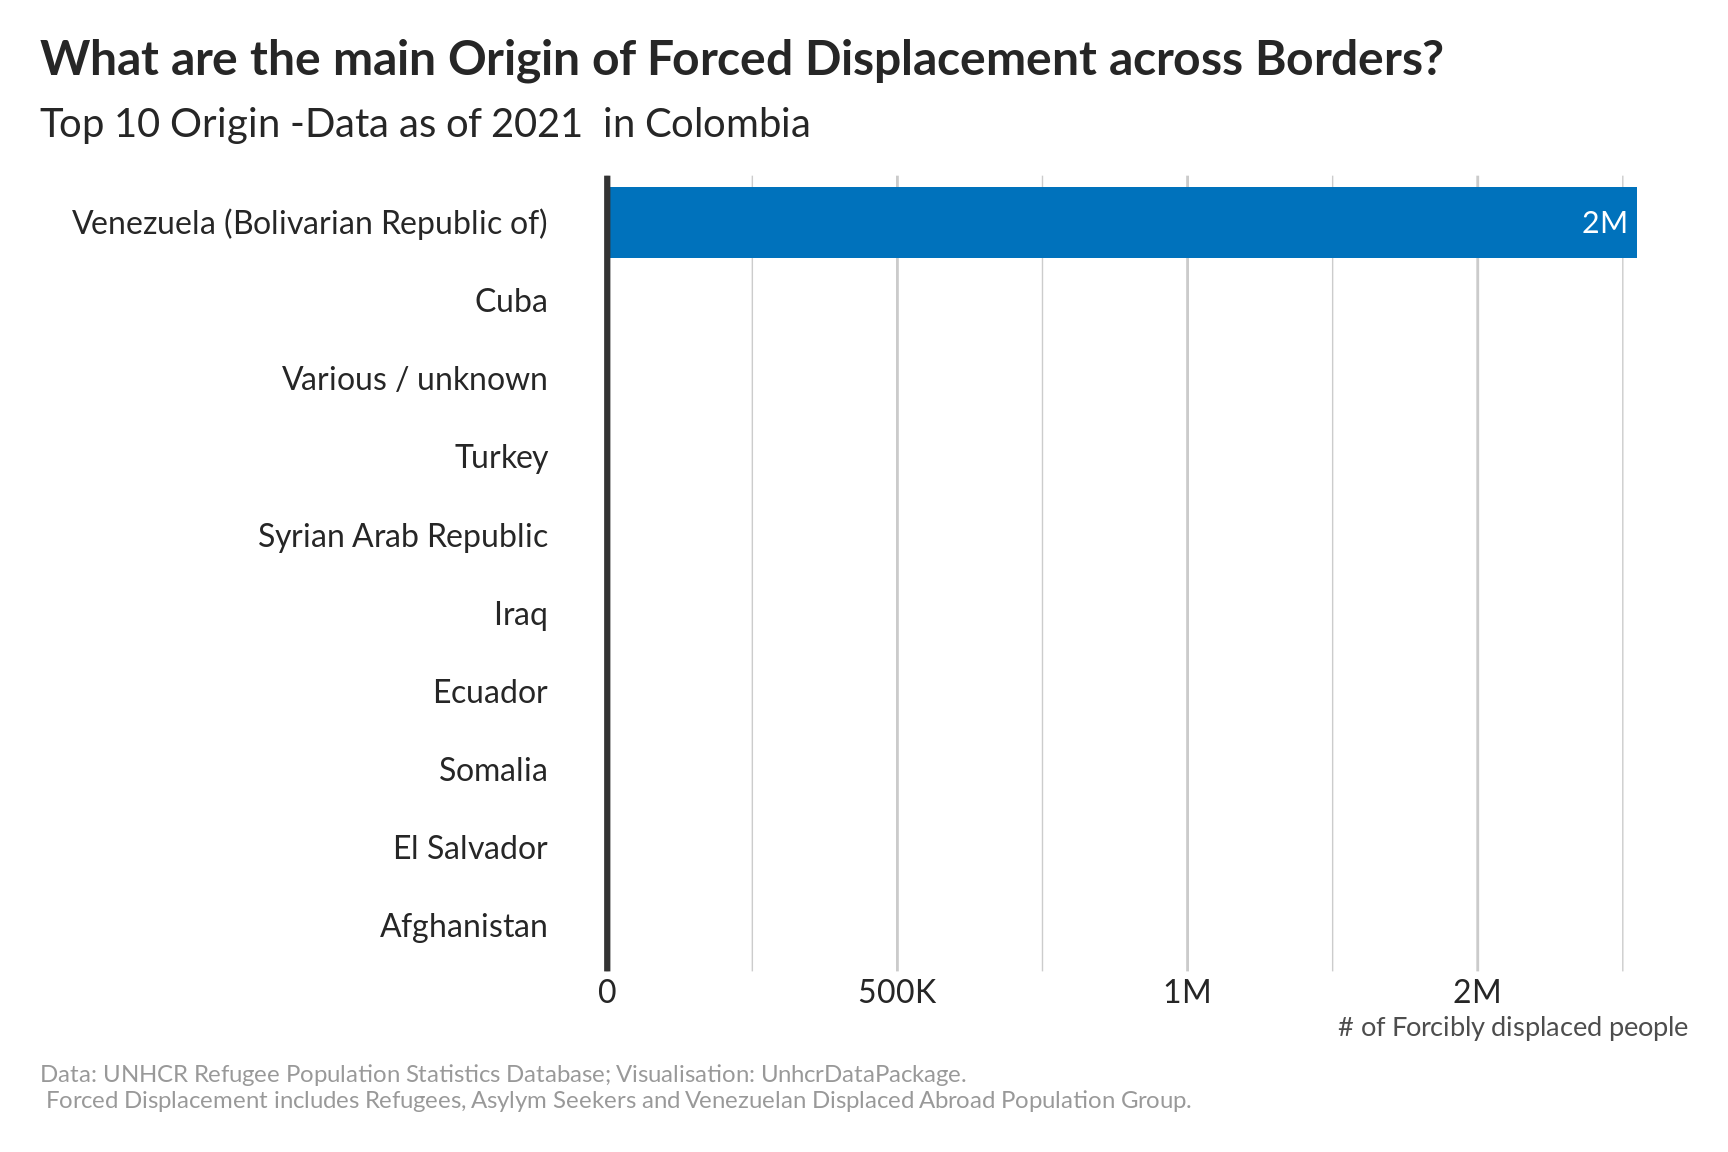 What are the main Origin of Forced Displacement across Borders?
Top 10 Origin -Data as of 2021  in Colombia
Venezuela (Bolivarian Republic of)
2M
Cuba
Various / unknown
Turkey
Syrian Arab Republic
Iraq
Ecuador
Somalia
El Salvador
Afghanistan
0 500K 1M 2M
# of Forcibly displaced people
Data: UNHCR Refugee Population Statistics Database; Visualisation: UnhcrDataPackage.
Forced Displacement includes Refugees, Asylym Seekers and Venezuelan Displaced Abroad Population Group.